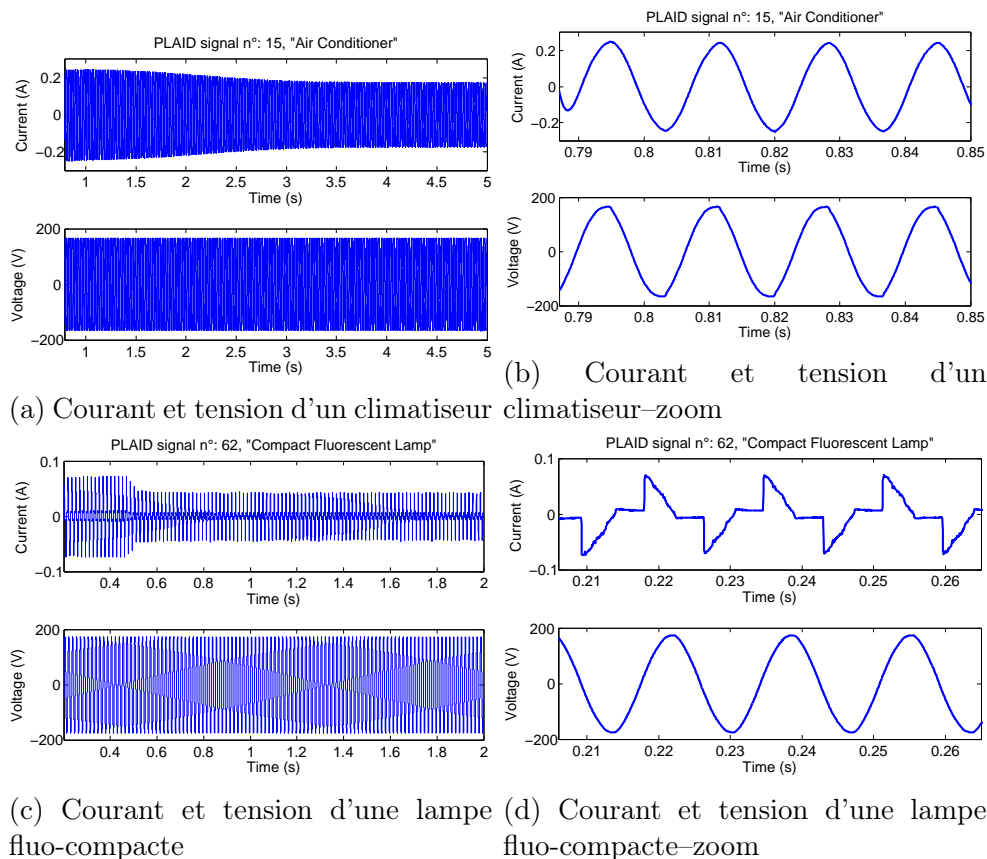 PLAID signal n°: 15, "Air Conditioner"
0.2
0
−0.2
Current (A)
1 1.5 2 2.5 3 3.5 4 4.5 5
Time (s)
200
0
−200
Voltage (V)
1 1.5 2 2.5 3 3.5 4 4.5 5
Time (s)
(a) Courant et tension d'un climatiseur
PLAID signal n°: 15, "Air Conditioner"
0.2
0
−0.2
Current (A)
0.79 0.8 0.81 0.82 0.83 0.84 0.85
Time (s)
200
0
−200
Voltage (V)
0.79 0.8 0.81 0.82 0.83 0.84 0.85
Time (s)
(b) Courant et tension d'un
climatiseur–zoom
PLAID signal n°: 62, "Compact Fluorescent Lamp"
0.1
0
−0.1
Current (A)
0.4 0.6 0.8 1 1.2 1.4 1.6 1.8 2
Time (s)
200
0
−200
Voltage (V)
0.4 0.6 0.8 1 1.2 1.4 1.6 1.8 2
Time (s)
(c) Courant et tension d'une lampe
fluo-compacte
PLAID signal n°: 62, "Compact Fluorescent Lamp"
0.1
0
−0.1
Current (A)
0.21 0.22 0.23 0.24 0.25 0.26
Time (s)
200
0
−200
Voltage (V)
0.21 0.22 0.23 0.24 0.25 0.26
Time (s)
(d) Courant et tension d'une lampe
fluo-compacte–zoom